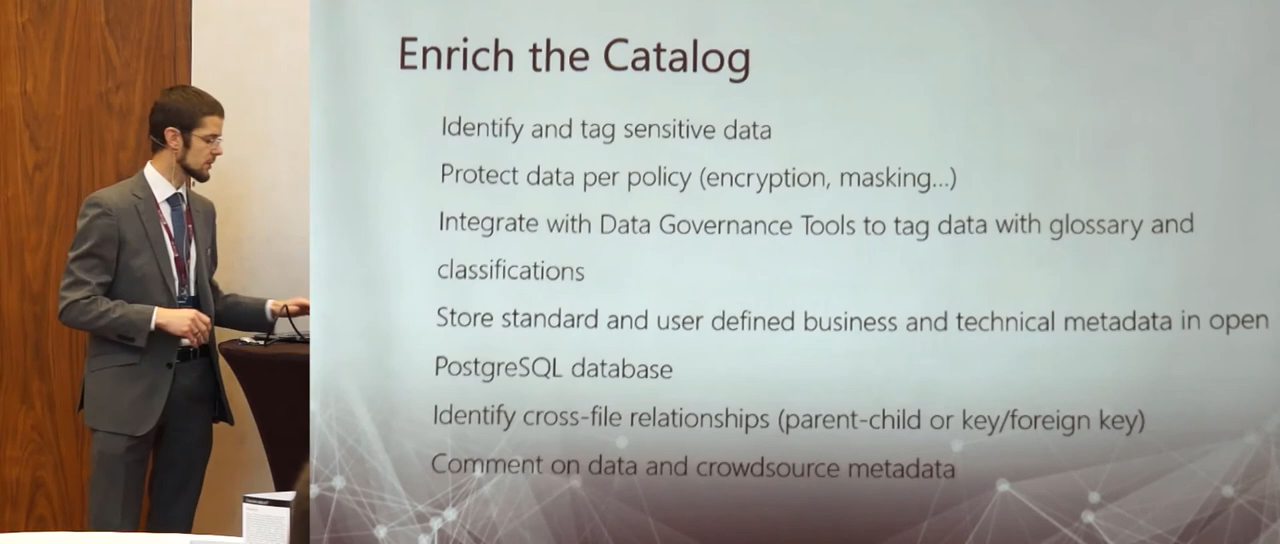 Enrich the Catalog
Identify and tag sensitive data
Protect data per policy (encryption, masking...)
Integrate with Data Governance Tools to tag data with glossary and
classifications
Store standard and user defined business and technical metadata in open
PostgreSQL database
Identify cross-file relationships (parent-child or key/foreign key)
Comment on data and crowdsource metadata